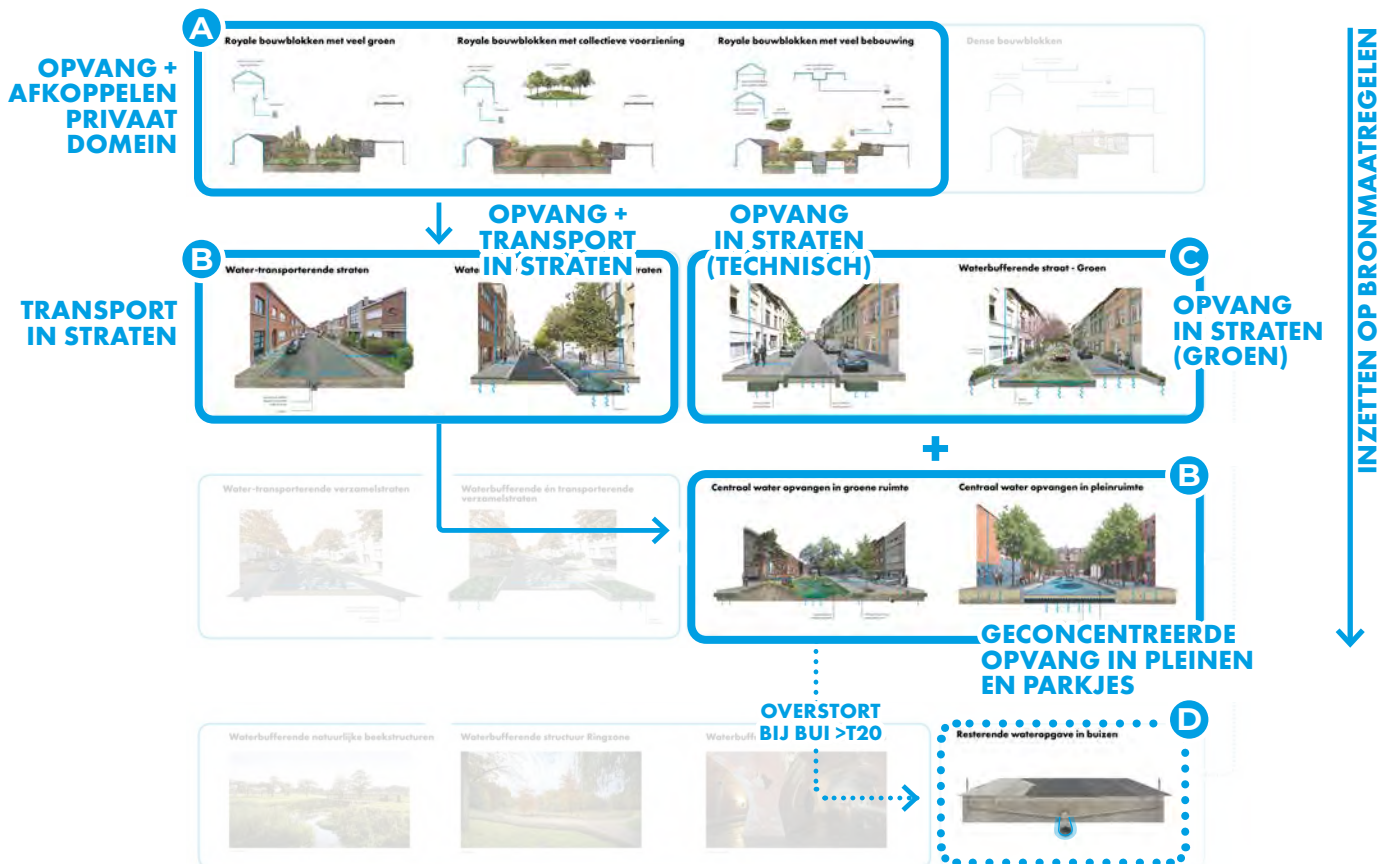 A
Royale bouwblokken met veel groen
Royale bouwblokken met collectieve voorziening
Royale bouwblokken met veel bebouwing
Dense bouwblokken
OPVANG +
AFKOPPELEN
PRIVAAT
DOMEIN
INZETTEN OP BRONMAATREGELEN
B
Water-transporterende straten
OPVANG +
TRANSPORT
IN STRATEN
Wate
raten
OPVANG
IN STRATEN
(TECHNISCH)
Waterbufferende straat - Groen
C
TRANSPORT
IN STRATEN
OPVANG
IN STRATEN
(GROEN)
+
Water-transporterende verzamelstraten
Waterbufferende én transporterende
verzamelstraten
Centraal water opvangen in groene ruimte
Centraal water opvangen in pleinruimte
B
GECONCENTREERDE
OPVANG IN PLEINEN
EN PARKJES
OVERSTORT
BIJ BUI >T20
Waterbufferende natuurlijke beekstructuren
Waterbufferende structuur Ringzone
Waterbuff
D
Resterende wateropgave in buizen